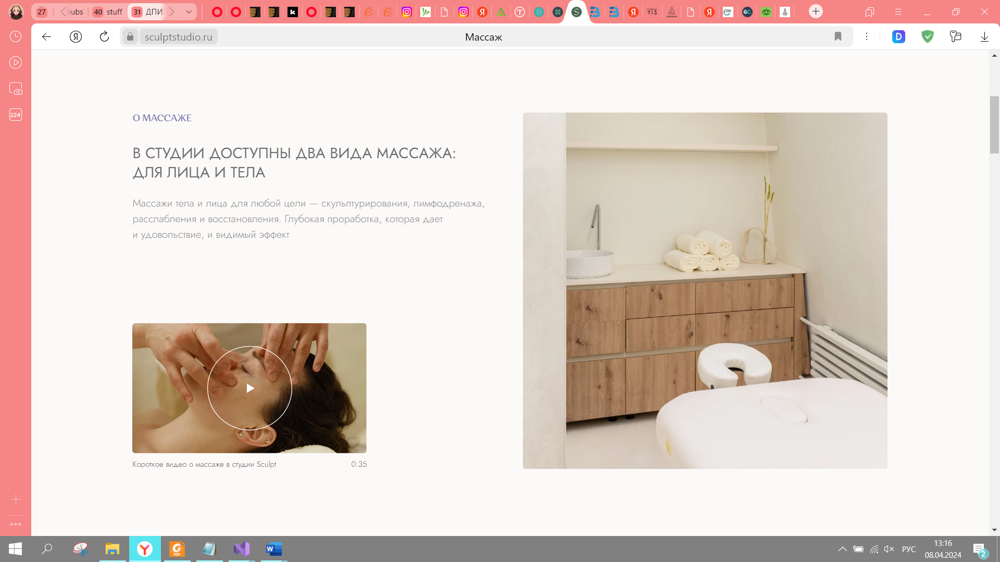 27
hubs
40 stuff
31 ДПИ
sculptstudio.ru
Массаж
224
О МАССАЖЕ
В СТУДИИ ДОСТУПНЫ ДВА ВИДА МАССАЖА:
ДЛЯ ЛИЦА И ТЕЛА
Массажи тела и лица для любой цели — скульптурирования, лимфодренажа,
расслабления и восстановления. Глубокая проработка, которая дает
и удовольствие, и видимый эффект
Короткое видео о массаже в студии Sculpt
0:35
РУС
13:16
08.04.2024
2